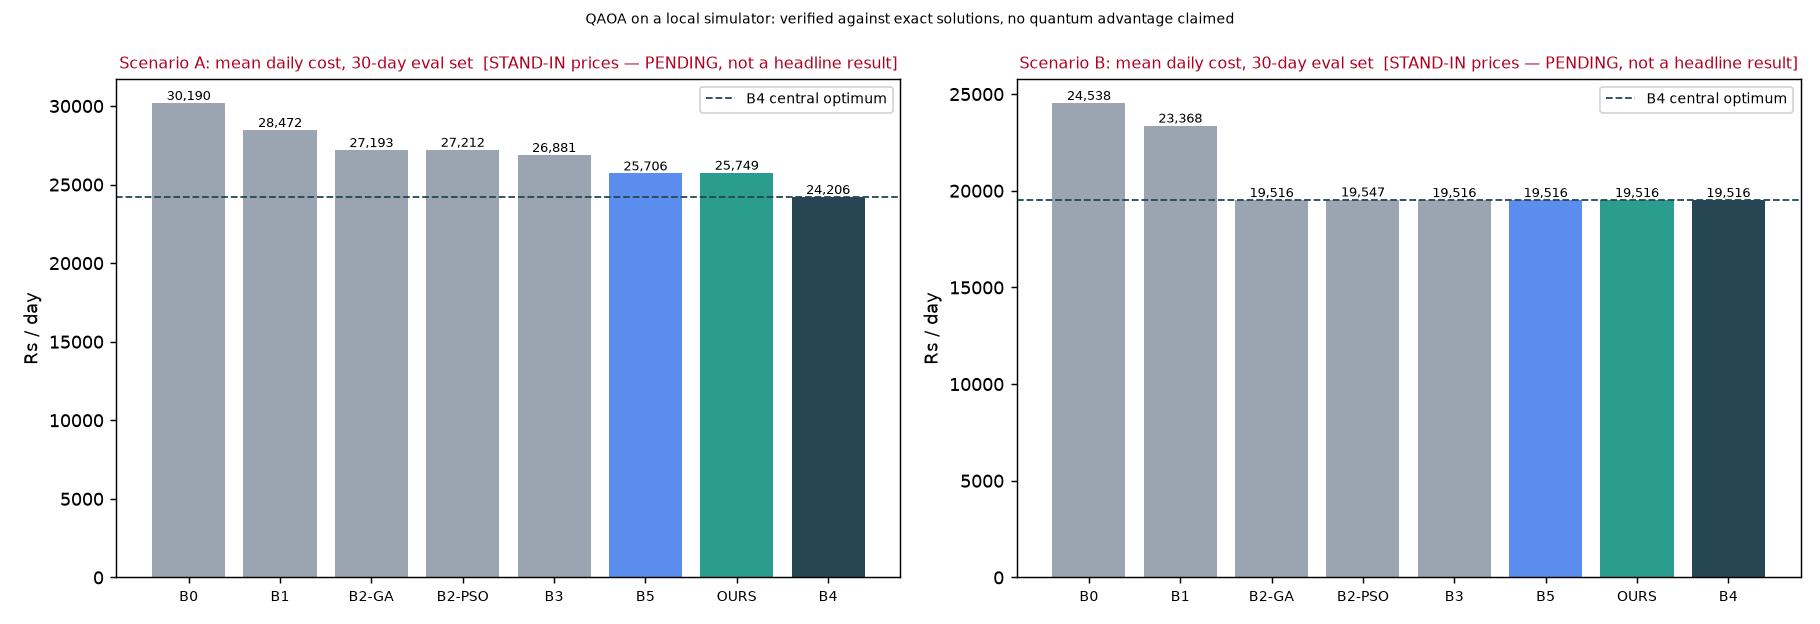 QAOA on a local simulator: verified against exact solutions, no quantum advantage claimed
Scenario A: mean daily cost, 30-day eval set  [STAND-IN prices — PENDING, not a headline result]
B4 central optimum
Rs / day
30000
25000
20000
15000
10000
5000
0
30,190
28,472
27,193
27,212
26,881
25,706
25,749
24,206
B0
B1
B2-GA
B2-PSO
B3
B5
OURS
B4
Scenario B: mean daily cost, 30-day eval set  [STAND-IN prices — PENDING, not a headline result]
B4 central optimum
Rs / day
25000
20000
15000
10000
5000
0
24,538
23,368
19,516
19,547
19,516
19,516
19,516
19,516
B0
B1
B2-GA
B2-PSO
B3
B5
OURS
B4